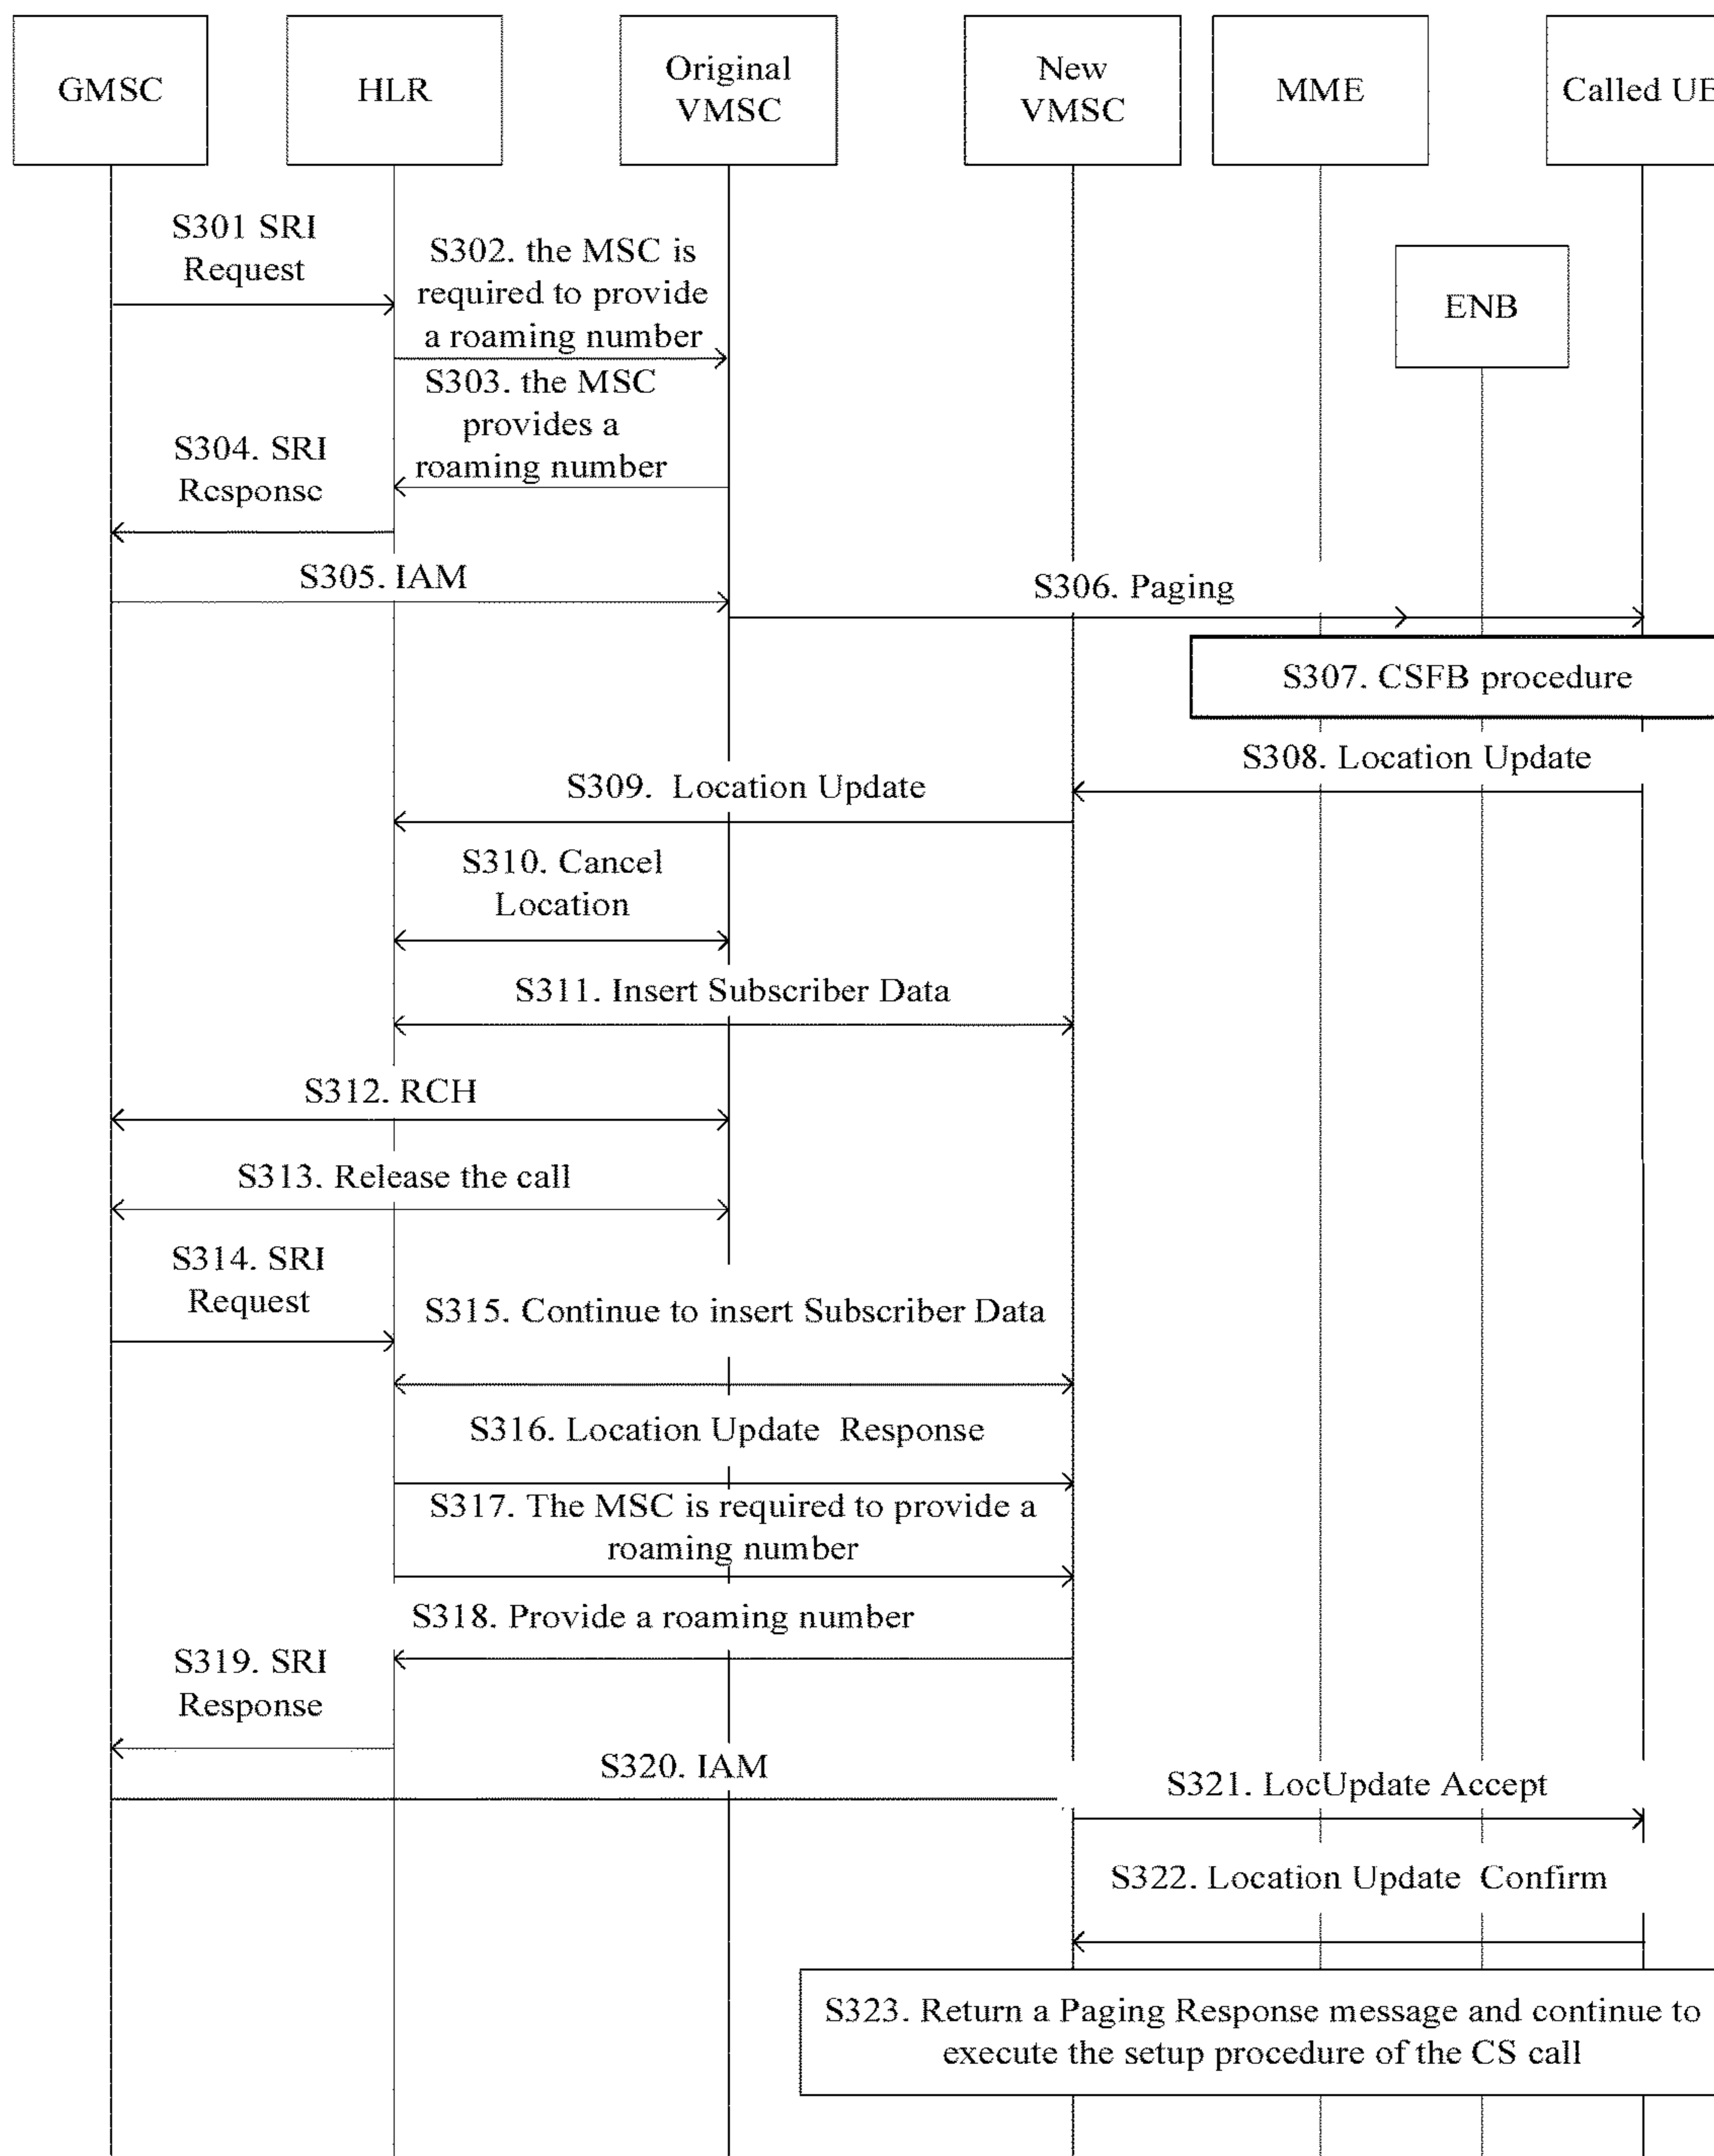 GMSC
HLR
Original
VMSC
New
VMSC
MME
Called UE
ENB
S301 SRI
Request
S302. the MSC is
required to provide
a roaming number
S303. the MSC
provides a
roaming number
S304. SRI
Response
S305. IAM
S306. Paging
S307. CSFB procedure
S308. Location Update
S309. Location Update
S310. Cancel
Location
S311. Insert Subscriber Data
S312. RCH
S313. Release the call
S314. SRI
Request
S315. Continue to insert Subscriber Data
S316. Location Update Response
S317. The MSC is required to provide a
roaming number
S318. Provide a roaming number
S319. SRI
Response
S320. IAM
S321. LocUpdate Accept
S322. Location Update Confirm
S323. Return a Paging Response message and continue to
execute the setup procedure of the CS call